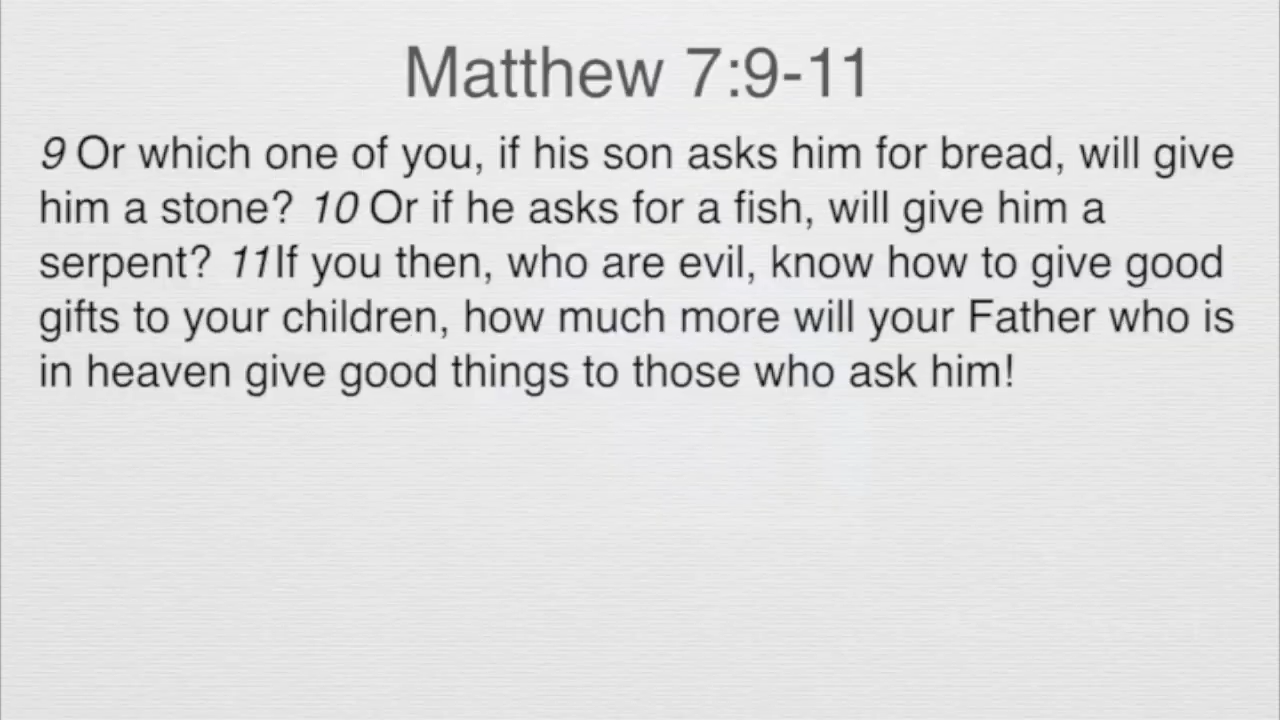 Matthew 7:9-11
9 Or which one of you, if his son asks him for bread, will give
him a stone? 10 Or if he asks for a fish, will give him a
serpent? 11If you then, who are evil, know how to give good
gifts to your children, how much more will your Father who is
in heaven give good things to those who ask him!